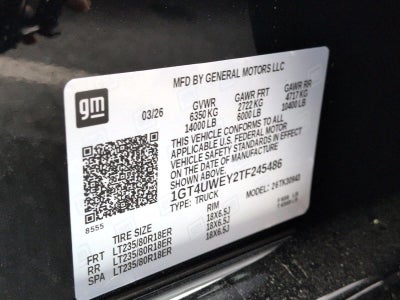 gm
MFD BY GENERAL MOTORS LLC
03/26
GVWR GAWR FRT GAWR RR
6350 KG 2722 KG 4717 KG
14000 LB 6000 LB 10400 LB
THIS VEHICLE CONFORMS TO ALL
APPLICABLE U.S. FEDERAL MOTOR
VEHICLE SAFETY STANDARDS IN EFFECT
ON THE DATE OF MANUFACTURE
SHOWN ABOVE.
1GT4UWEY2TF245486
TYPE: TRUCK MODEL:
8555
TIRE SIZE RIM
FRT LT235/80R18ER 18X6.5J
RR LT235/80R18ER 18X6.5J
SPA LT235/80R18ER 18X6.5J